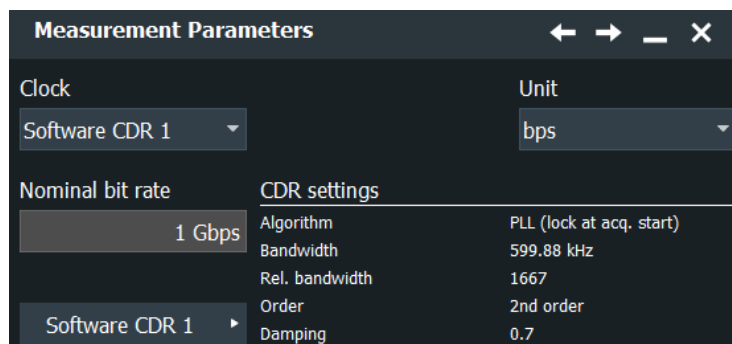 Measurement Parameters
Clock
Unit
Software CDR 1
bps
Nominal bit rate
CDR settings
1 Gbps
Algorithm PLL (lock at acq. start)
Bandwidth 599.88 kHz
Rel. bandwidth 1667
Order 2nd order
Software CDR 1
Damping 0.7